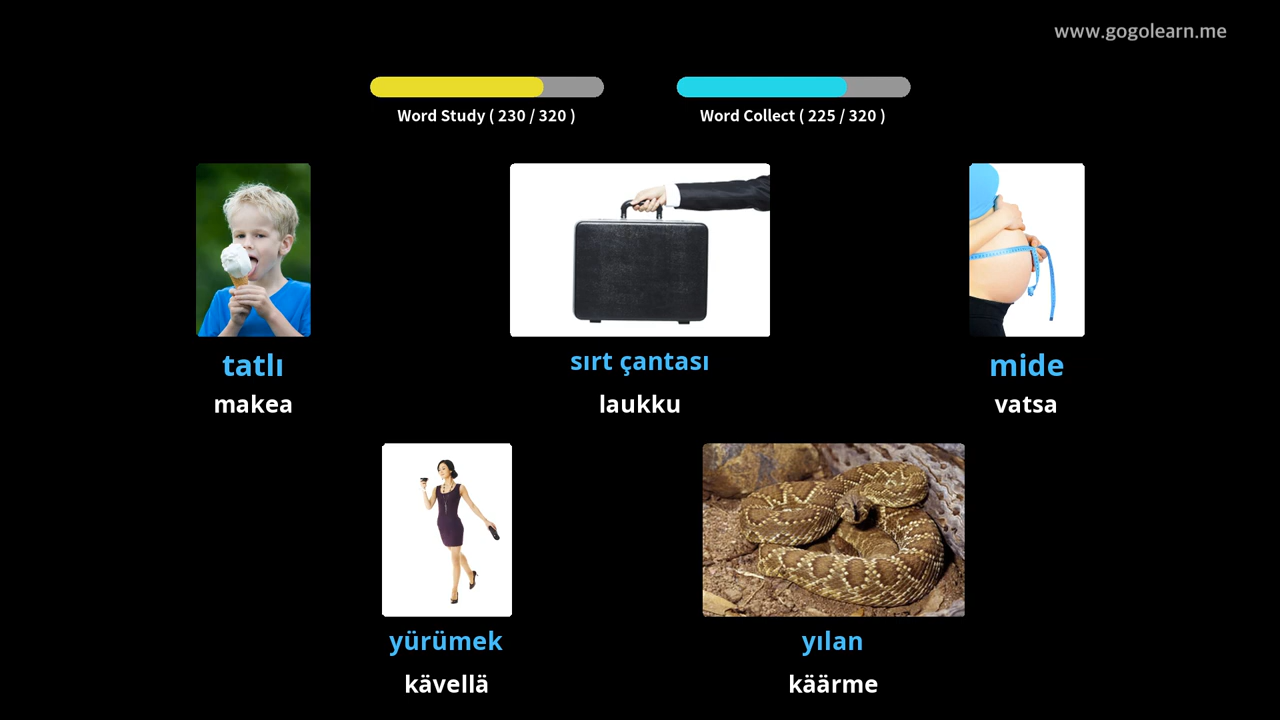 www.gogolearn.me
Word Study ( 230 / 320 )
Word Collect ( 225 / 320 )
tatlı
makea
sırt çantası
laukku
mide
vatsa
yürümek
kävellä
yılan
käärme